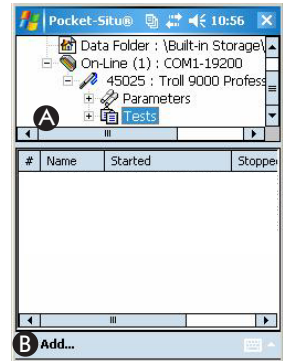 Pocket-Situ® 10:56
Data Folder : \Built-in Storage\
On-Line (1) : COM1-19200
45025 : Troll 9000 Profess
Parameters
A
Tests
# Name Started Stoppe
B Add...